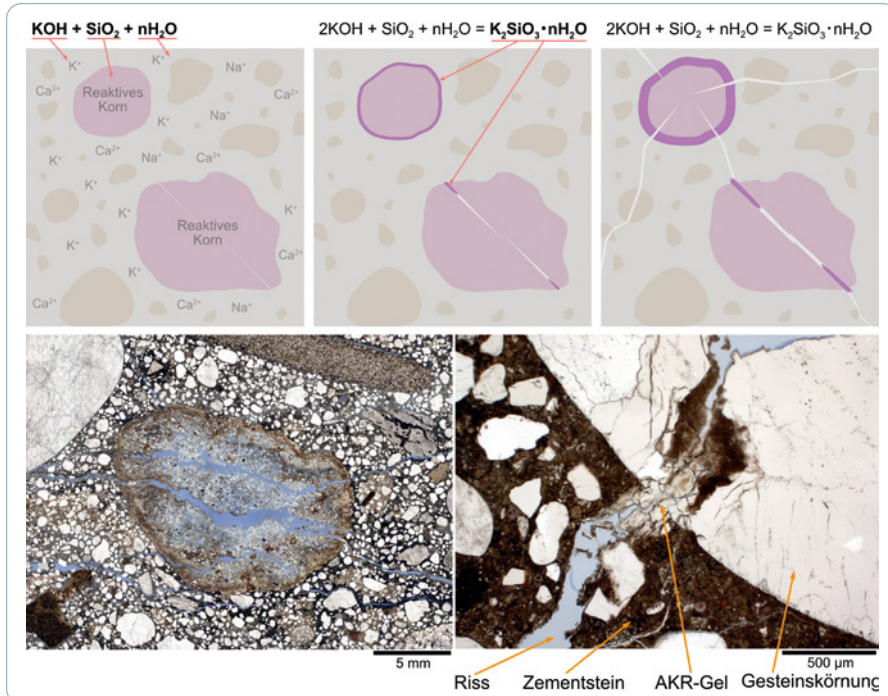 KOH + SiO₂ + nH₂O
2KOH + SiO₂ + nH₂O = K₂SiO₃·nH₂O
2KOH + SiO₂ + nH₂O = K₂SiO₃·nH₂O
K⁺
K⁺
Na⁺
Ca²⁺
Reaktives
Korn
Ca²⁺
K⁺
Na⁺
Ca²⁺
Na⁺
Ca²⁺
K⁺
K⁺
Reaktives
Korn
K⁺
K⁺
Ca²⁺
Ca²⁺
Ca²⁺
Na⁺
5 mm
500 µm
Riss
Zementstein
AKR-Gel
Gesteinskörnung